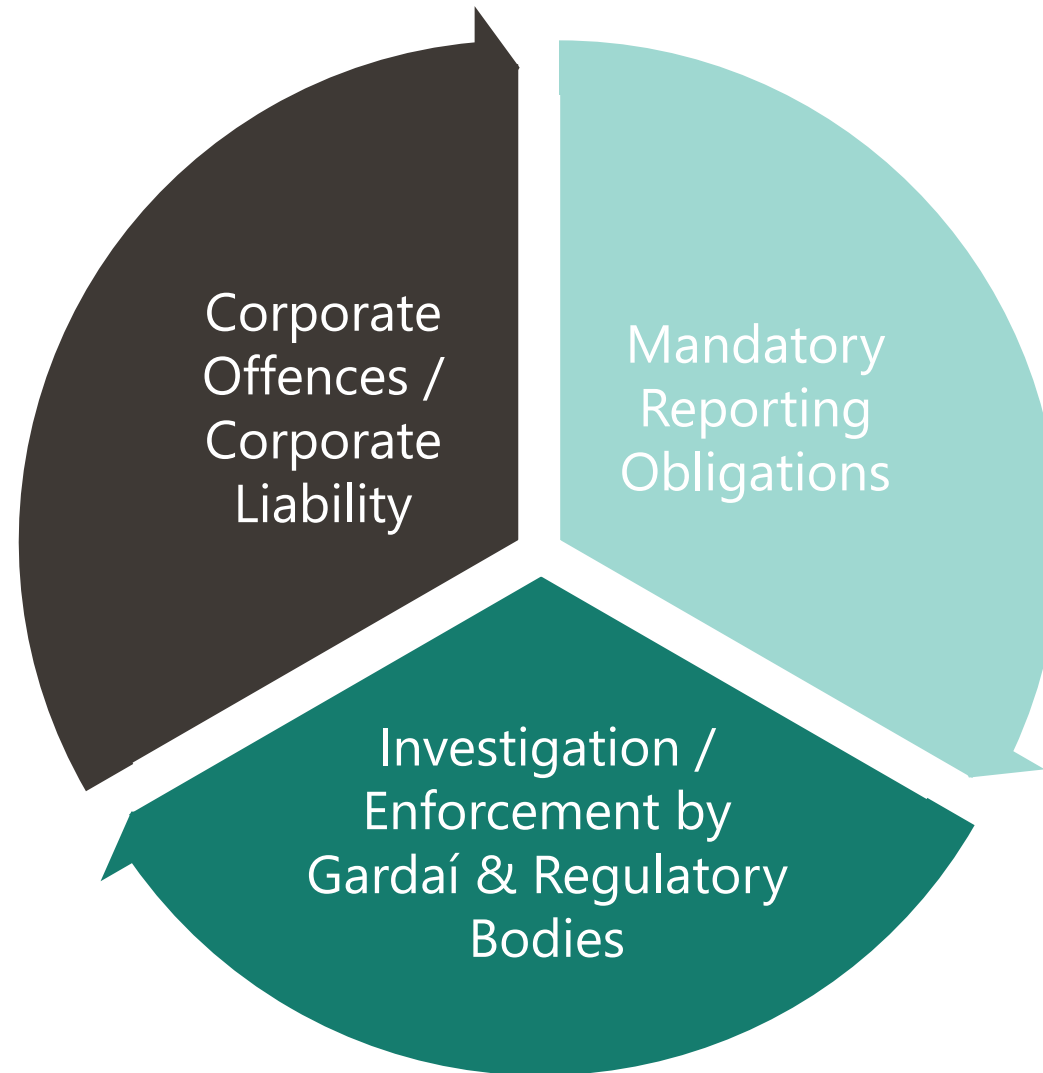 Corporate
Offences /
Corporate
Liability
Mandatory
Reporting
Obligations
Investigation /
Enforcement by
Gardaí & Regulatory
Bodies